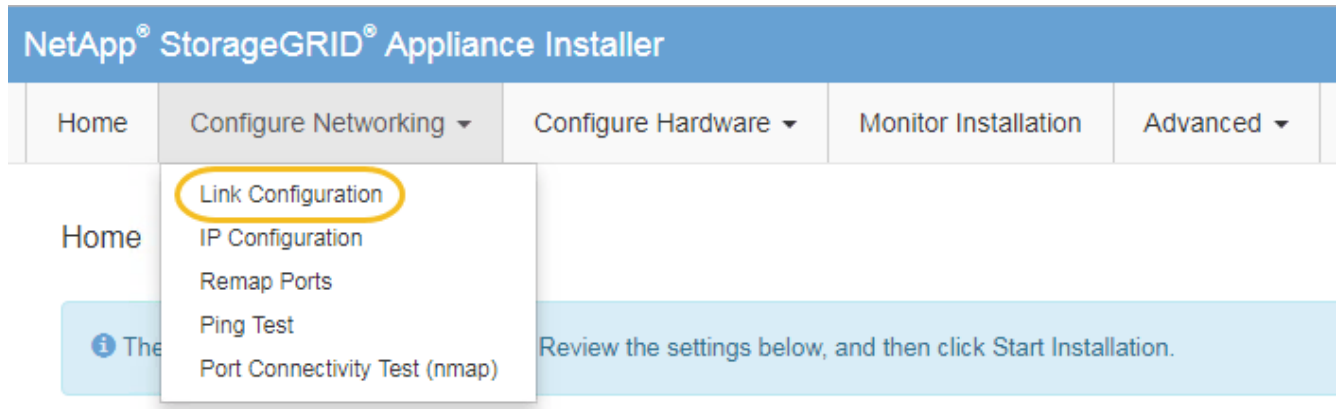 NetApp® StorageGRID® Appliance Installer
Home Configure Networking Configure Hardware Monitor Installation Advanced
Link Configuration
Home IP Configuration
Remap Ports
Ping Test
The Review the settings below, and then click Start Installation.
Port Connectivity Test (nmap)